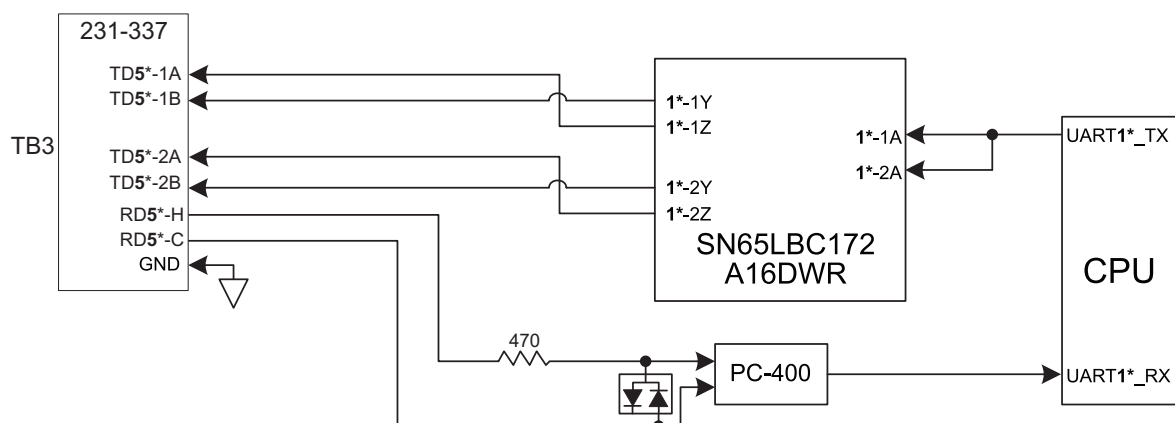 231-337
TD5*-1A
TD5*-1B
TB3
TD5*-2A
TD5*-2B
RD5*-H
RD5*-C
GND
1*-1Y
1*-1Z
1*-2Y
1*-2Z
1*-1A
1*-2A
SN65LBC172
A16DWR
UART1*_TX
CPU
UART1*_RX
470
PC-400